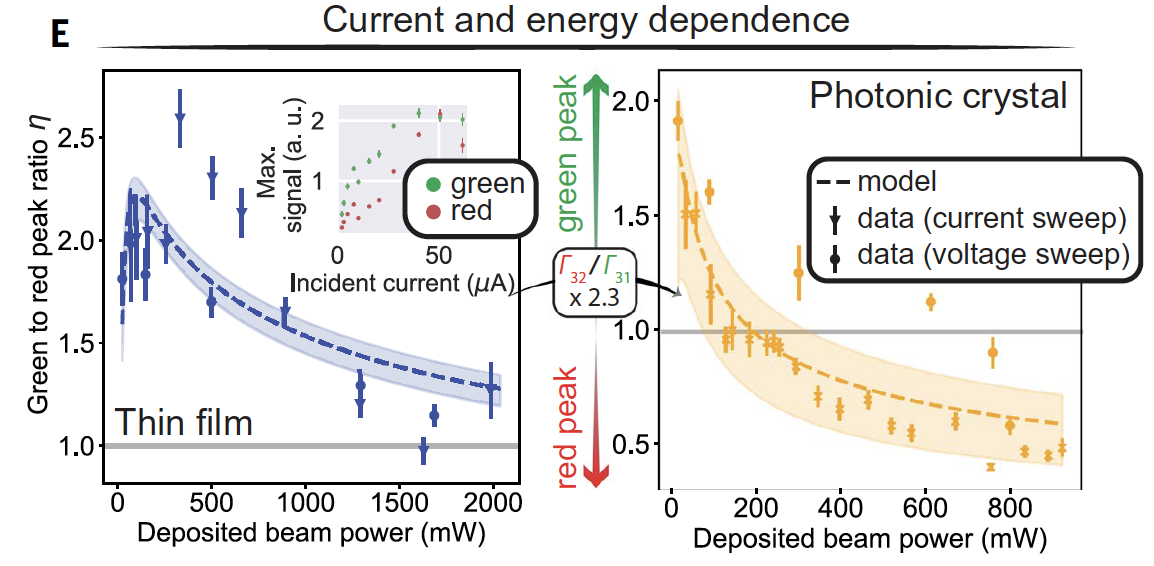 E
Current and energy dependence
Green to red peak ratio η
2.5
2.0
1.5
1.0
Thin film
0
500
1000
1500
2000
Deposited beam power (mW)
Max.
signal (a. u.)
2
1
0
50
Incident current (μA)
green
red
green peak
Γ32/Γ31
x 2.3
red peak
Photonic crystal
2.0
1.5
1.0
0.5
model
data (current sweep)
data (voltage sweep)
0
200
400
600
800
Deposited beam power (mW)